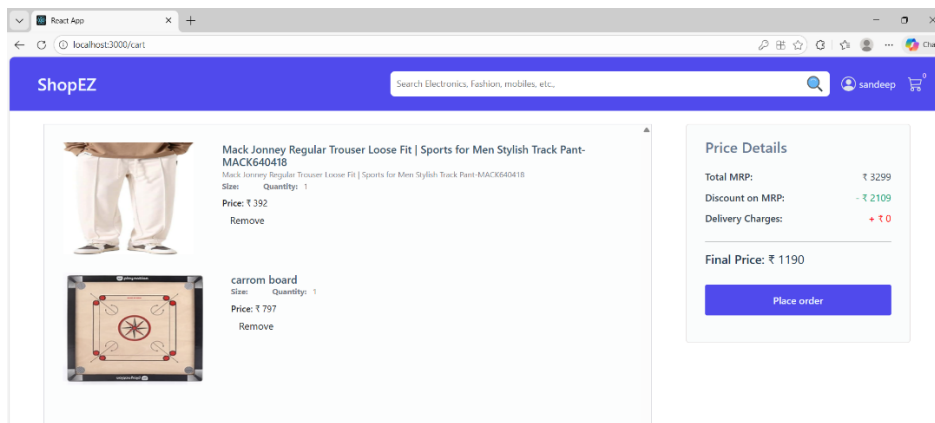 React App
localhost:3000/cart
Cha
ShopEZ
Search Electronics, Fashion, mobiles, etc.,
sandeep
0
Mack Jonney Regular Trouser Loose Fit | Sports for Men Stylish Track Pant-
MACK640418
Mack Jonney Regular Trouser Loose Fit | Sports for Men Stylish Track Pant-MACK640418
Size: Quantity: 1
Price: ₹ 392
Remove
carrom board
Size: Quantity: 1
Price: ₹ 797
Remove
Price Details
Total MRP: ₹ 3299
Discount on MRP: - ₹ 2109
Delivery Charges: + ₹ 0
Final Price: ₹ 1190
Place order